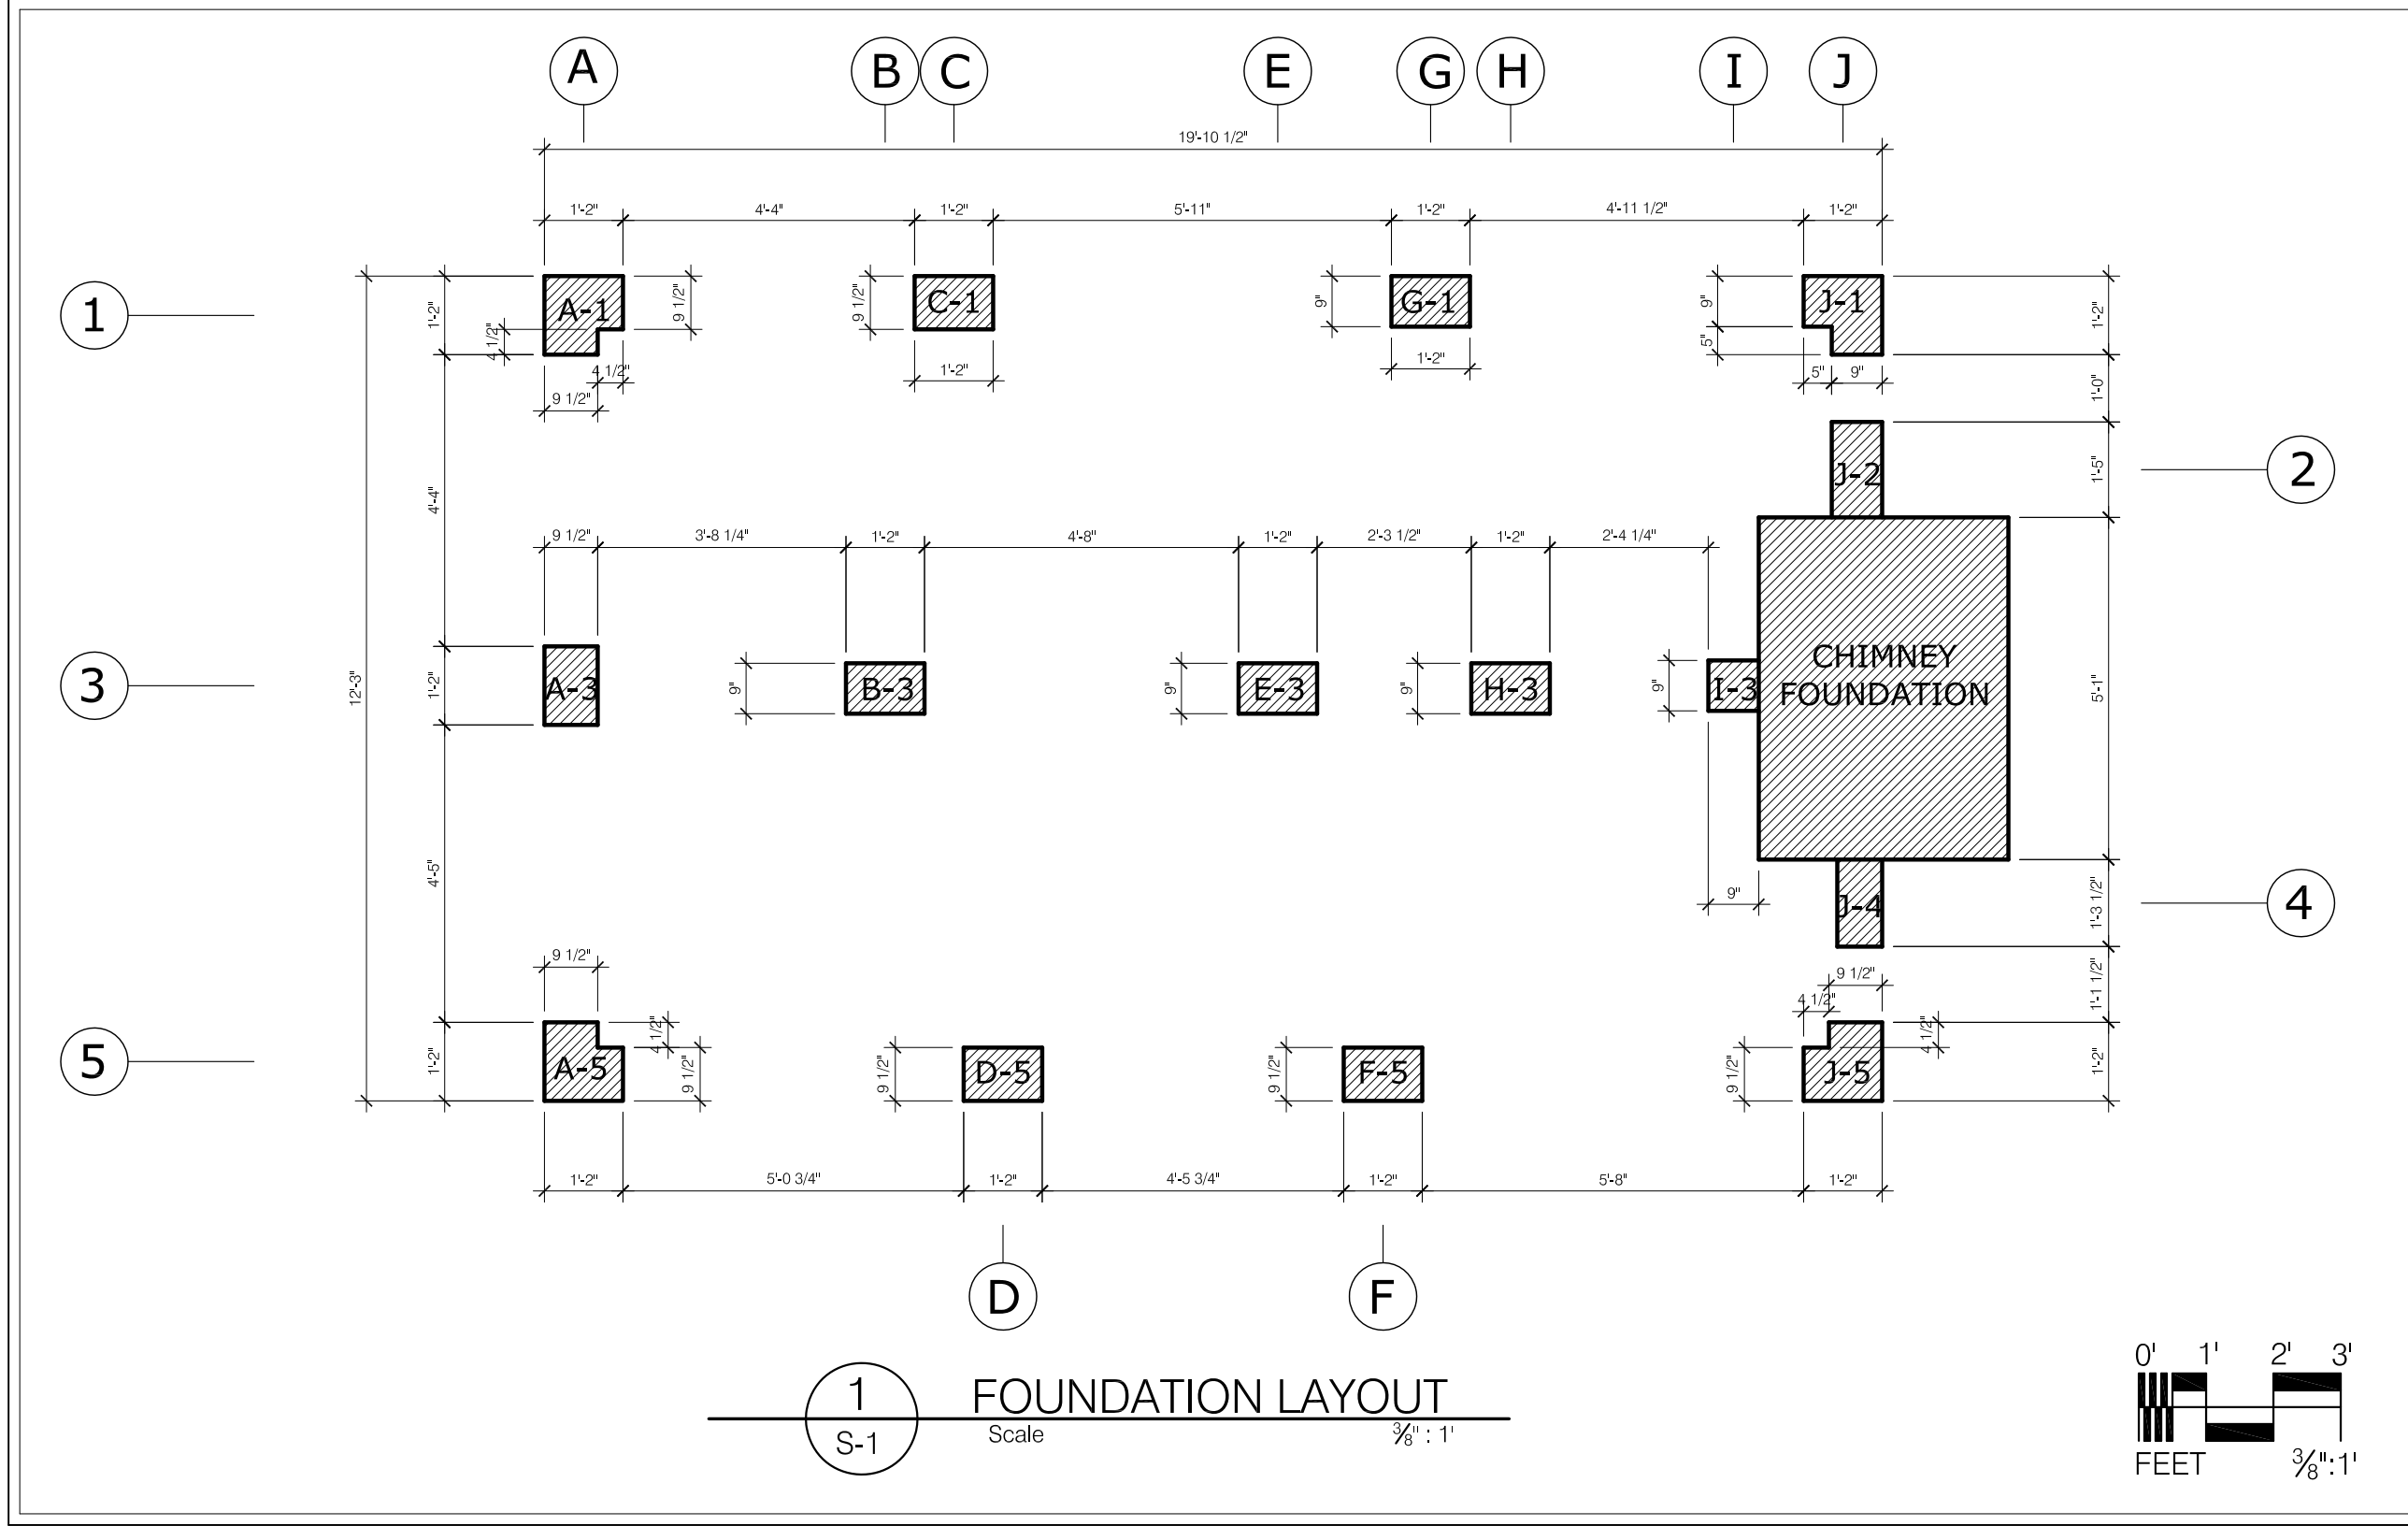 A B C E G H I J
19'-10 1/2"
1'-2" 4'-4" 1'-2" 5'-11" 1'-2" 4'-11 1/2" 1'-2"
1
1'-2"
4 1/2"
A-1
9 1/2"
4 1/2"
9 1/2"
9 1/2"
C-1
1'-2"
9"
G-1
1'-2"
9"
5"
J-1
5" 9"
1'-2"
1'-0"
2
J-2
1'-5"
4'-4"
9 1/2" 3'-8 1/4" 1'-2" 4'-8" 1'-2" 2'-3 1/2" 1'-2" 2'-4 1/4"
3
12'-3"
1'-2"
A-3
9"
B-3
9"
E-3
9"
H-3
9"
I-3
CHIMNEY
FOUNDATION
5'-1"
4'-5"
9"
J-4
1'-3 1/2"
4
9 1/2"
9 1/2"
4 1/2"
1'-1 1/2"
5
1'-2"
A-5
4 1/2"
9 1/2"
9 1/2"
D-5
9 1/2"
F-5
9 1/2"
J-5
4 1/2"
1'-2"
1'-2" 5'-0 3/4" 1'-2" 4'-5 3/4" 1'-2" 5'-8" 1'-2"
D F
1
S-1
FOUNDATION LAYOUT
Scale 3/8" : 1'
0' 1' 2' 3'
FEET 3/8":1'